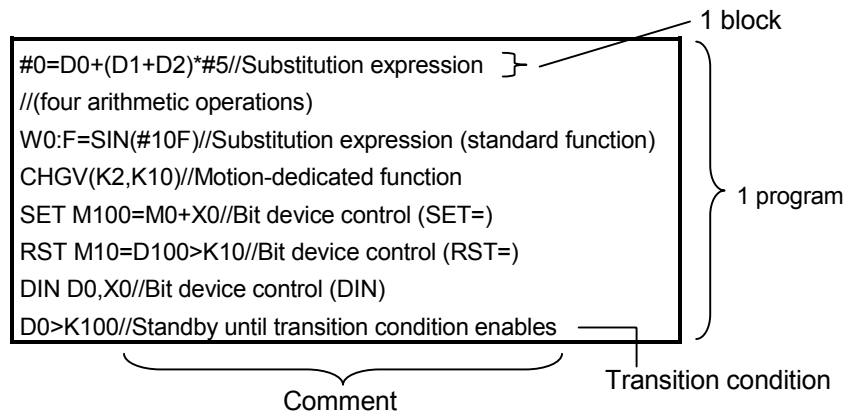 1 block
#0=D0+(D1+D2)*#5//Substitution expression
//(four arithmetic operations)
W0:F=SIN(#10F)//Substitution expression (standard function)
CHGV(K2,K10)//Motion-dedicated function
1 program
SET M100=M0+X0//Bit device control (SET=)
RST M10=D100>K10//Bit device control (RST=)
DIN D0,X0//Bit device control (DIN)
D0>K100//Standby until transition condition enables
Transition condition
Comment